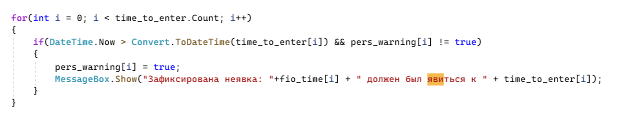 for(int i = 0; i < time_to_enter.Count; i++)
{
if(DateTime.Now > Convert.ToDateTime(time_to_enter[i]) && pers_warning[i] != true)
{
pers_warning[i] = true;
MessageBox.Show("Зафиксирована неявка: "+fio_time[i] + " должен был явиться к " + time_to_enter[i]);
}
}